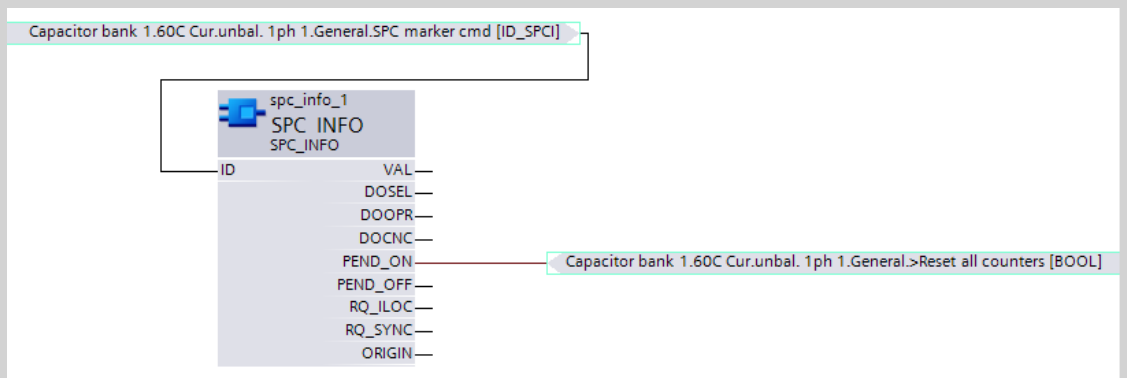 Capacitor bank 1.60C Cur.unbal. 1ph 1.General.SPC marker cmd [ID_SPCI]
spc_info_1
SPC_INFO
SPC_INFO
ID
VAL
DOSEL
DOOPR
DOCNC
PEND_ON
Capacitor bank 1.60C Cur.unbal. 1ph 1.General.>Reset all counters [BOOL]
PEND_OFF
RQ_ILOC
RQ_SYNC
ORIGIN